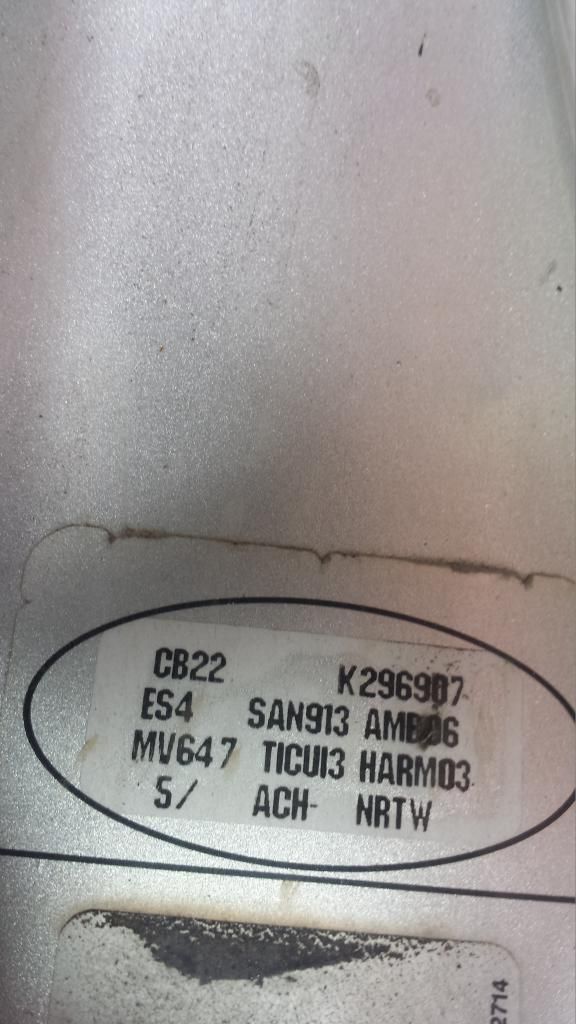 CB22 K296907
ES4 SAN913
MV647 TICUI3 HARM03
5/ ACH- NRTW
2714